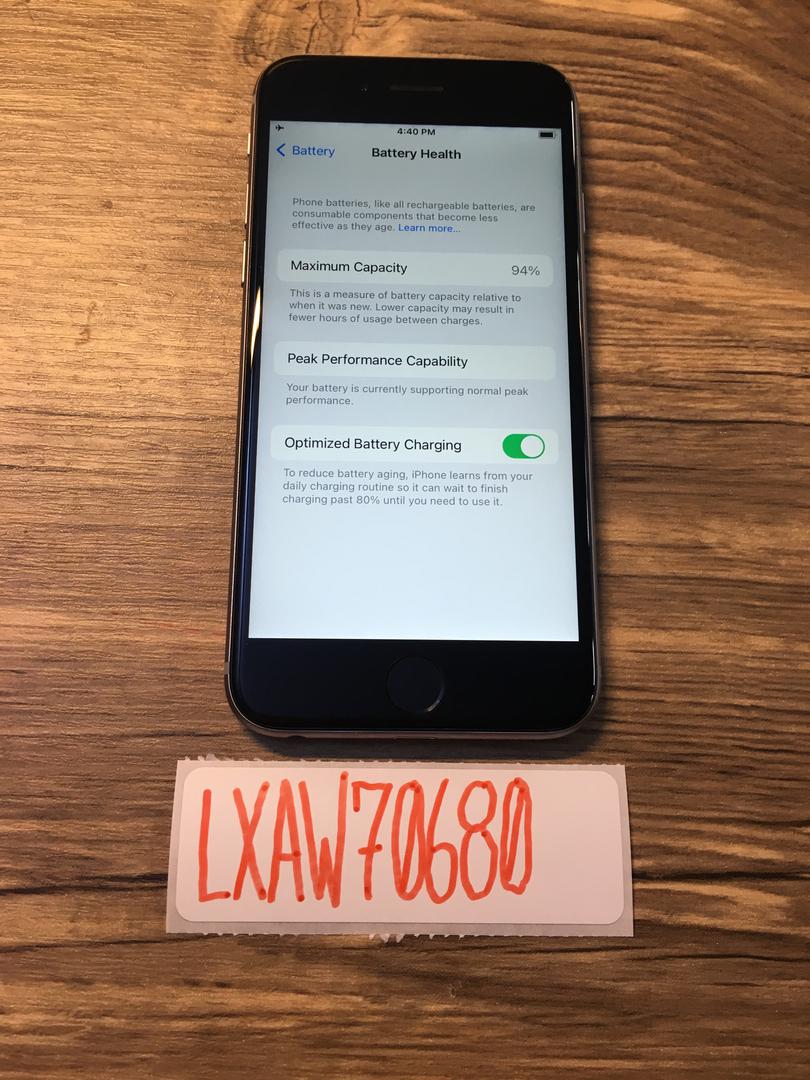 4:40 PM
Battery
Battery Health
Phone batteries, like all rechargeable batteries, are
consumable components that become less
effective as they age. Learn more...
Maximum Capacity 94%
This is a measure of battery capacity relative to
when it was new. Lower capacity may result in
fewer hours of usage between charges.
Peak Performance Capability
Your battery is currently supporting normal peak
performance.
Optimized Battery Charging
To reduce battery aging, iPhone learns from your
daily charging routine so it can wait to finish
charging past 80% until you need to use it.
LXAW70680